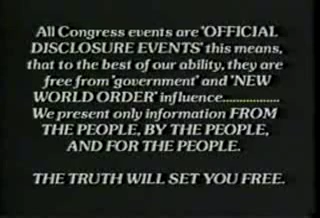 All Congress events are "OFFICIAL
DISCLOSURE EVENTS" this means,
that to the best of our ability, they are
free from "government" and "NEW
WORLD ORDER" influence.................
We present only information FROM
THE PEOPLE, BY THE PEOPLE,
AND FOR THE PEOPLE.
THE TRUTH WILL SET YOU FREE.